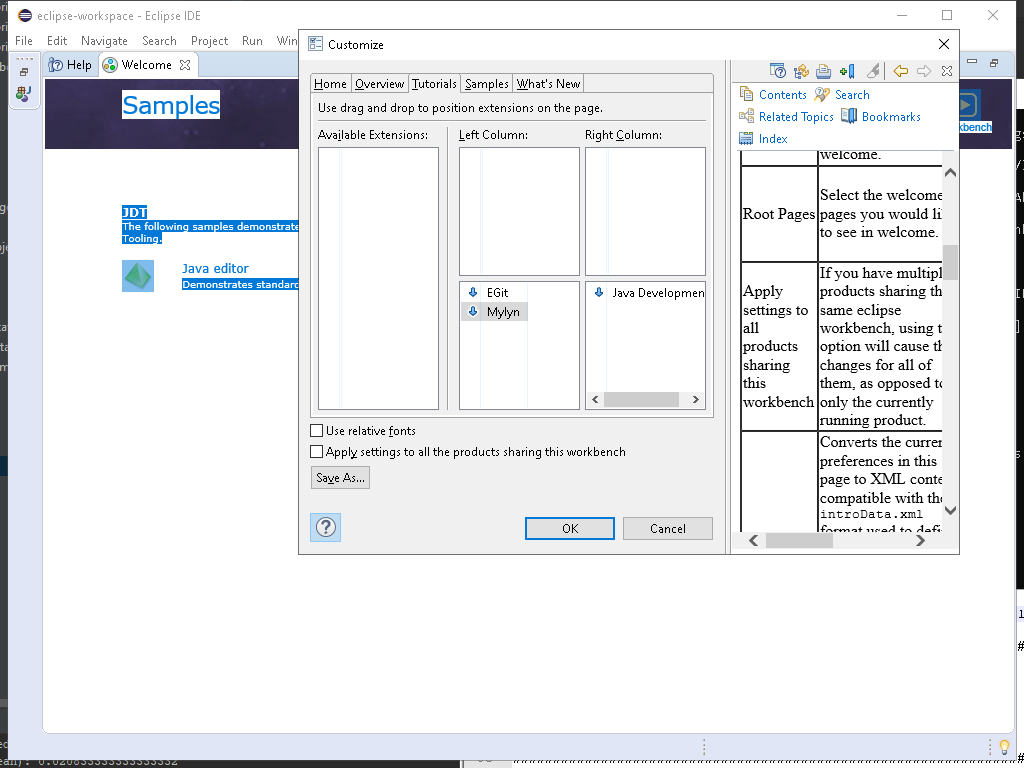 eclipse-workspace - Eclipse IDE
File Edit Navigate Search Project Run Win
Help Welcome
Samples
JDT
The following samples demonstrate
Tooling.
Java editor
Demonstrates standard
Customize
Home Overview Tutorials Samples What's New
Use drag and drop to position extensions on the page.
Available Extensions: Left Column: Right Column:
EGit Java Developmen
Mylyn
Use relative fonts
Apply settings to all the products sharing this workbench
Save As...
OK Cancel
Contents Search
Related Topics Bookmarks
Index
welcome.
Root Pages
Select the welcome
pages you would li
to see in welcome.
Apply
settings to
all
products
sharing
this
workbench
If you have multipl
products sharing th
same eclipse
workbench, using t
option will cause th
changes for all of
them, as opposed to
only the currently
running product.
Converts the curren
preferences in this
page to XML conte
compatible with the
introData.xml
format used to defi
kbench